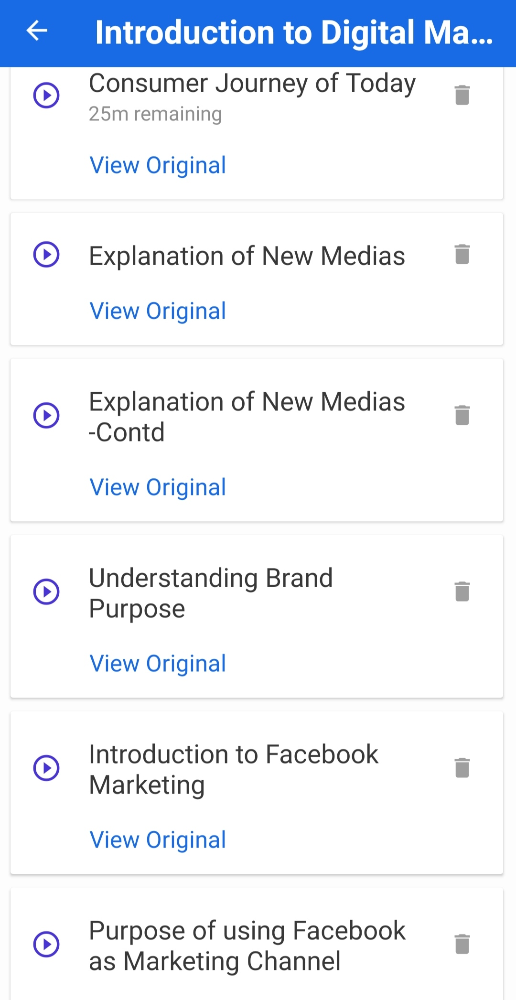 Introduction to Digital Ma...
Consumer Journey of Today
25m remaining
View Original
Explanation of New Medias
View Original
Explanation of New Medias
-Contd
View Original
Understanding Brand
Purpose
View Original
Introduction to Facebook
Marketing
View Original
Purpose of using Facebook
as Marketing Channel